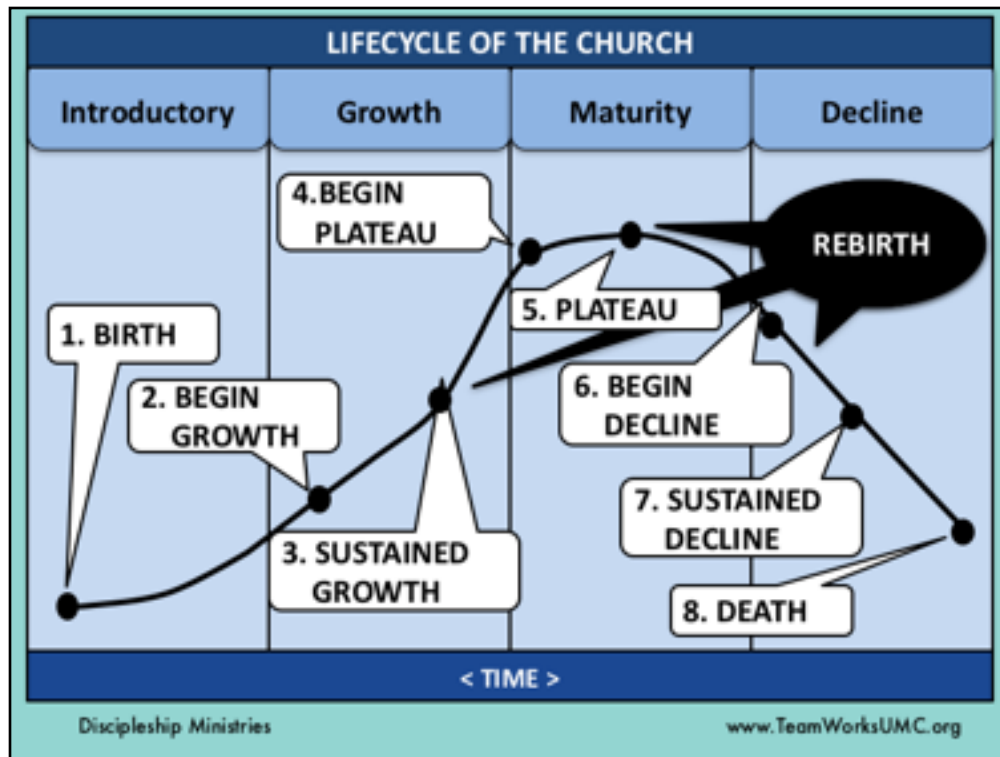 LIFECYCLE OF THE CHURCH
Introductory
Growth
Maturity
Decline
1. BIRTH
2. BEGIN
GROWTH
3. SUSTAINED
GROWTH
4.BEGIN
PLATEAU
5. PLATEAU
REBIRTH
6. BEGIN
DECLINE
7. SUSTAINED
DECLINE
8. DEATH
< TIME >
Discipleship Ministries
www.TeamWorksUMC.org